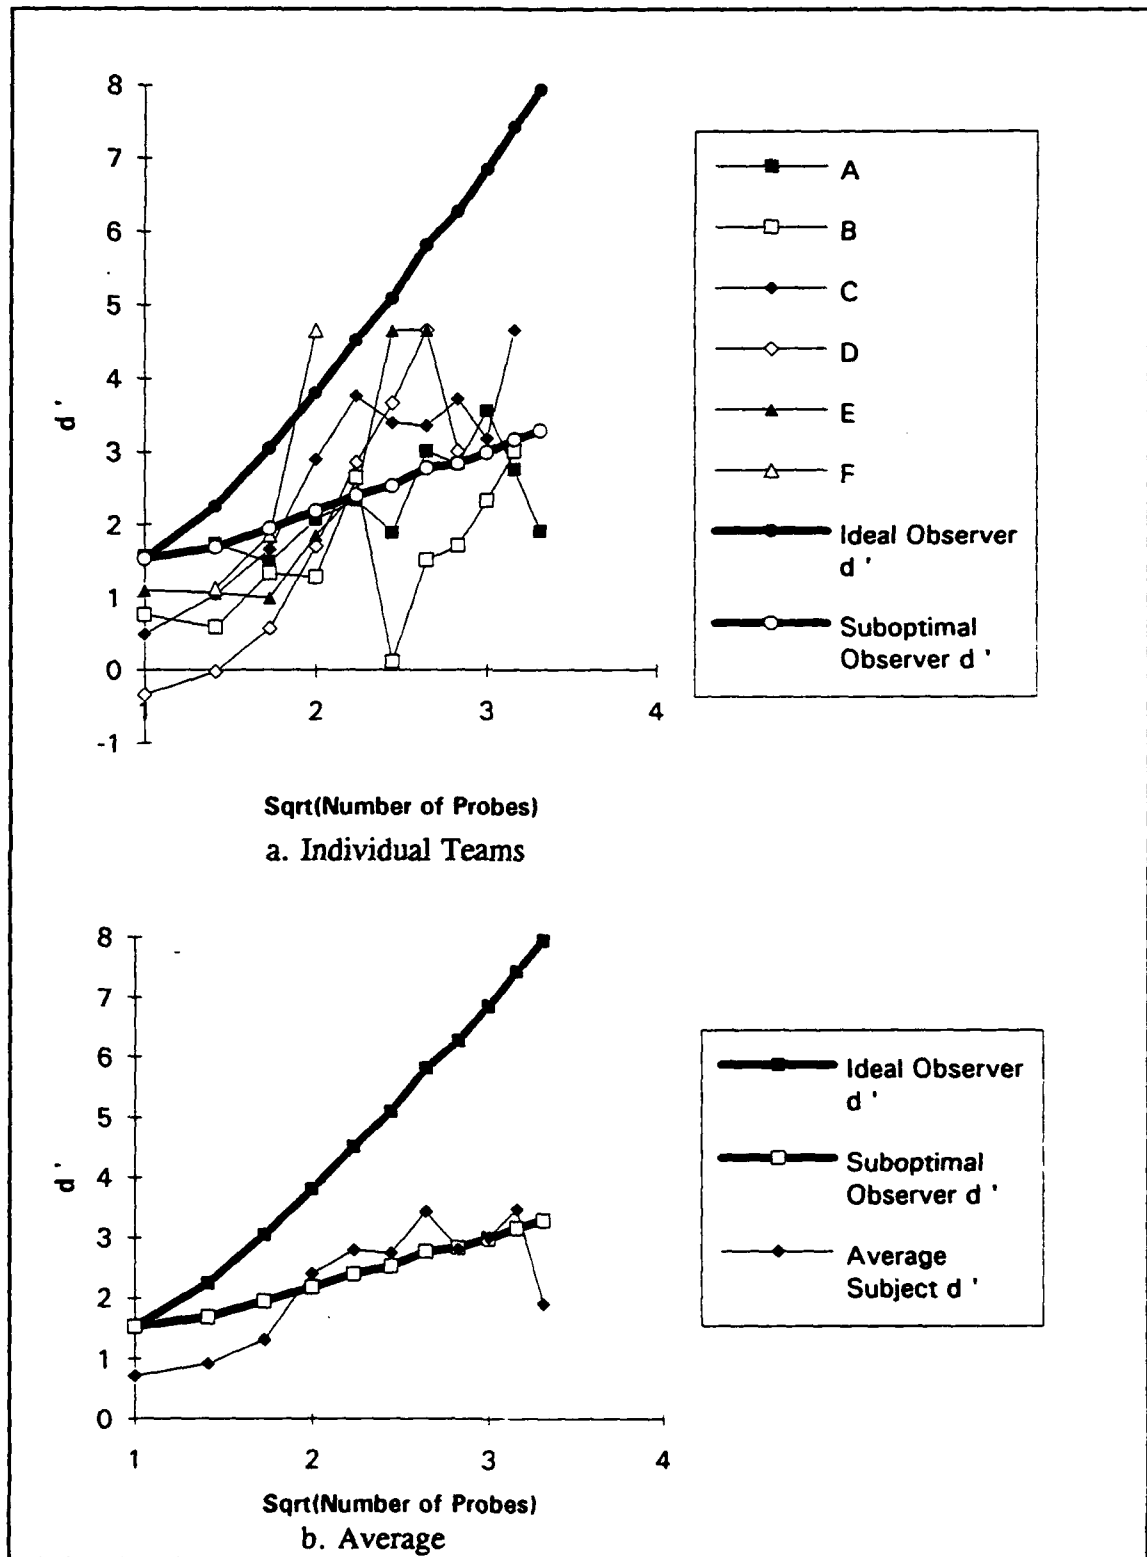 8
7
6
5
4
3
2
1
0
-1
d '
1 2 3 4
Sqrt(Number of Probes)
a. Individual Teams
A
B
C
D
E
F
Ideal Observer
d '
Suboptimal
Observer d '
8
7
6
5
4
3
2
1
0
d '
1 2 3 4
Sqrt(Number of Probes)
b. Average
Ideal Observer
d '
Suboptimal
Observer d '
Average
Subject d '